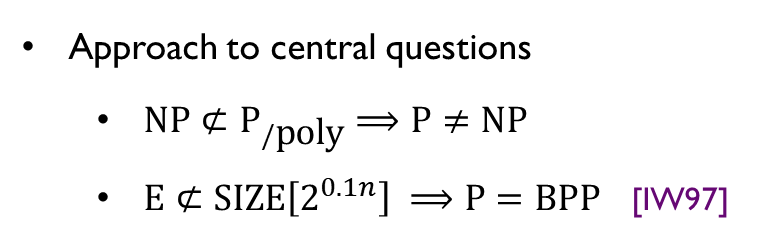 • Approach to central questions
• NP ⊄ P/poly ⟹ P ≠ NP
• E ⊄ SIZE[2^{0.1n}] ⟹ P = BPP [IW97]